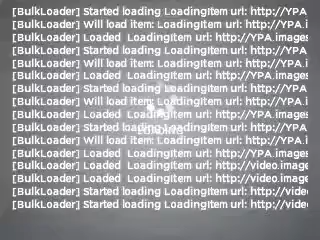 [BulkLoader] Started loading LoadingItem url: http://YPA
[BulkLoader] Will load item: LoadingItem url: http://YPA.i
[BulkLoader] Loaded  LoadingItem url: http://YPA.images
[BulkLoader] Started loading LoadingItem url: http://YPA
[BulkLoader] Will load item: LoadingItem url: http://YPA.i
[BulkLoader] Loaded  LoadingItem url: http://YPA.images
[BulkLoader] Started loading LoadingItem url: http://YPA
[BulkLoader] Will load item: LoadingItem url: http://YPA.i
[BulkLoader] Loaded  LoadingItem url: http://YPA.images
[BulkLoader] Started loading LoadingItem url: http://YPA
Loading
[BulkLoader] Will load item: LoadingItem url: http://YPA.i
[BulkLoader] Loaded  LoadingItem url: http://YPA.images
[BulkLoader] Loaded  LoadingItem url: http://video.image
[BulkLoader] Loaded  LoadingItem url: http://video.image
[BulkLoader] Started loading LoadingItem url: http://vide
[BulkLoader] Started loading LoadingItem url: http://vide